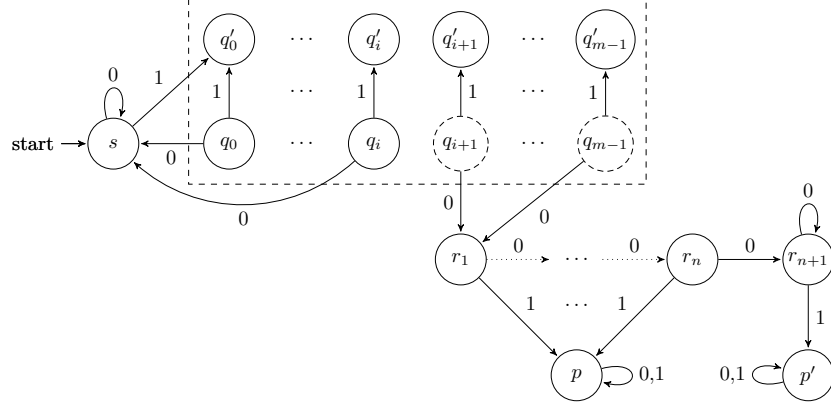 q′₀ ··· q′ᵢ q′ᵢ₊₁ ··· q′ₘ₋₁
0 1 1 ··· 1 1 ··· 1
start s 0 q₀ ··· qᵢ qᵢ₊₁ ··· qₘ₋₁
0 0 0 0
r₁ 0 ··· 0 rₙ 0 rₙ₊₁
1 ··· 1 1
p 0,1 0,1 p′